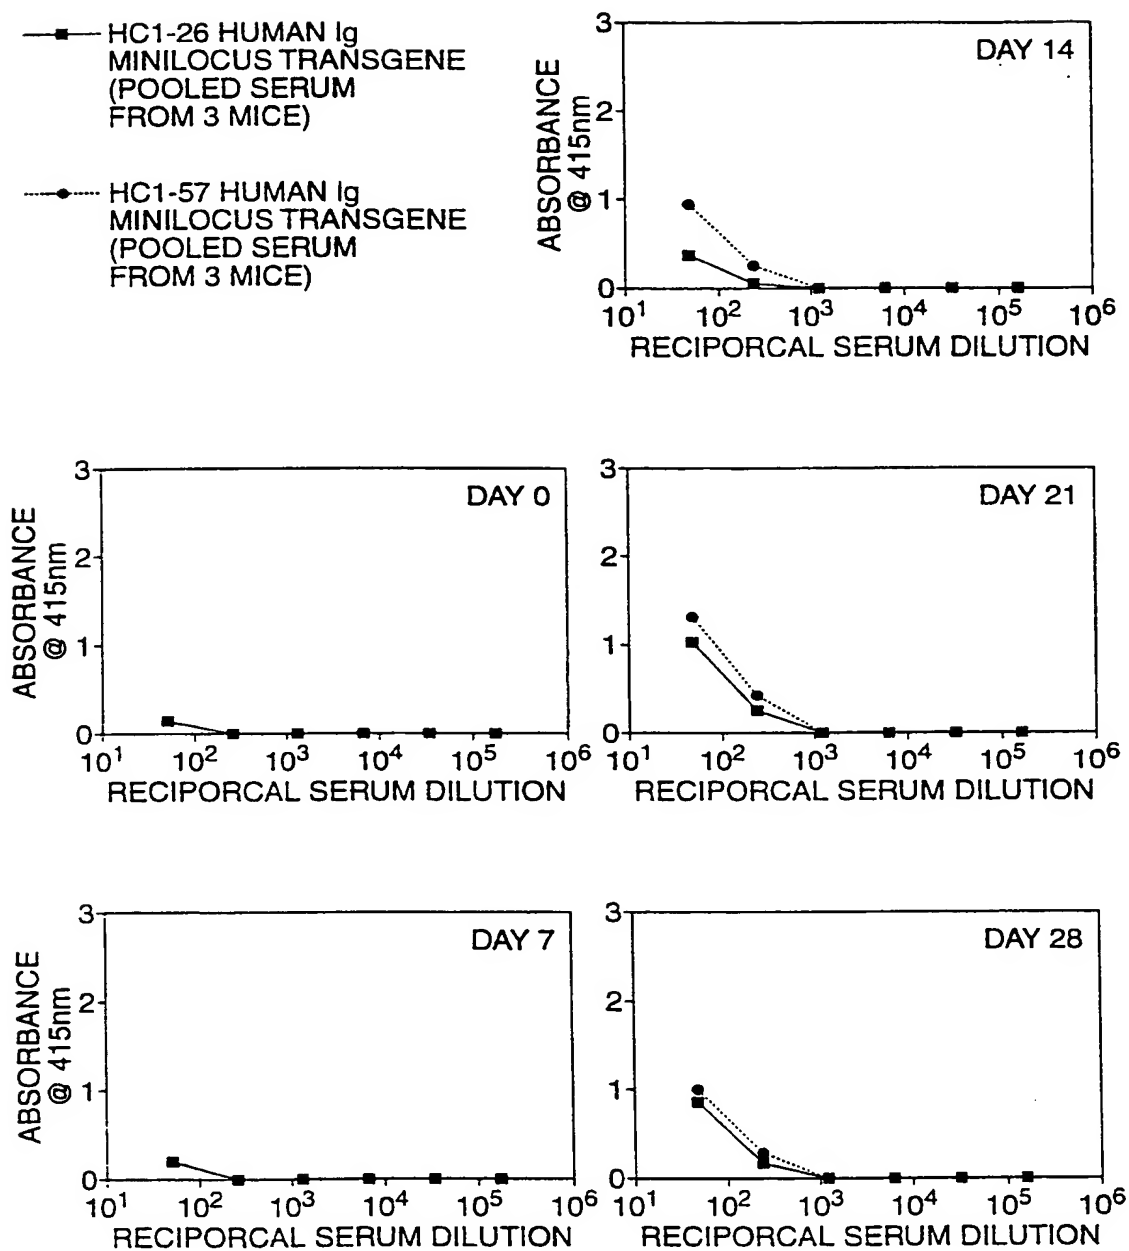 HC1-26 HUMAN Ig
MINILOCUS TRANSGENE
(POOLED SERUM
FROM 3 MICE)
HC1-57 HUMAN Ig
MINILOCUS TRANSGENE
(POOLED SERUM
FROM 3 MICE)
DAY 14
ABSORBANCE
@ 415nm
3
2
1
0
10¹ 10² 10³ 10⁴ 10⁵ 10⁶
RECIPORCAL SERUM DILUTION
DAY 0
ABSORBANCE
@ 415nm
3
2
1
0
10¹ 10² 10³ 10⁴ 10⁵ 10⁶
RECIPORCAL SERUM DILUTION
DAY 21
3
2
1
0
10¹ 10² 10³ 10⁴ 10⁵ 10⁶
RECIPORCAL SERUM DILUTION
DAY 7
ABSORBANCE
@ 415nm
3
2
1
0
10¹ 10² 10³ 10⁴ 10⁵ 10⁶
RECIPORCAL SERUM DILUTION
DAY 28
3
2
1
0
10¹ 10² 10³ 10⁴ 10⁵ 10⁶
RECIPORCAL SERUM DILUTION